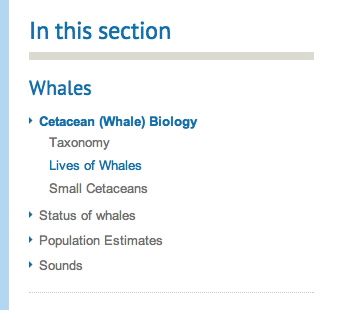 In this section
Whales
Cetacean (Whale) Biology
Taxonomy
Lives of Whales
Small Cetaceans
Status of whales
Population Estimates
Sounds